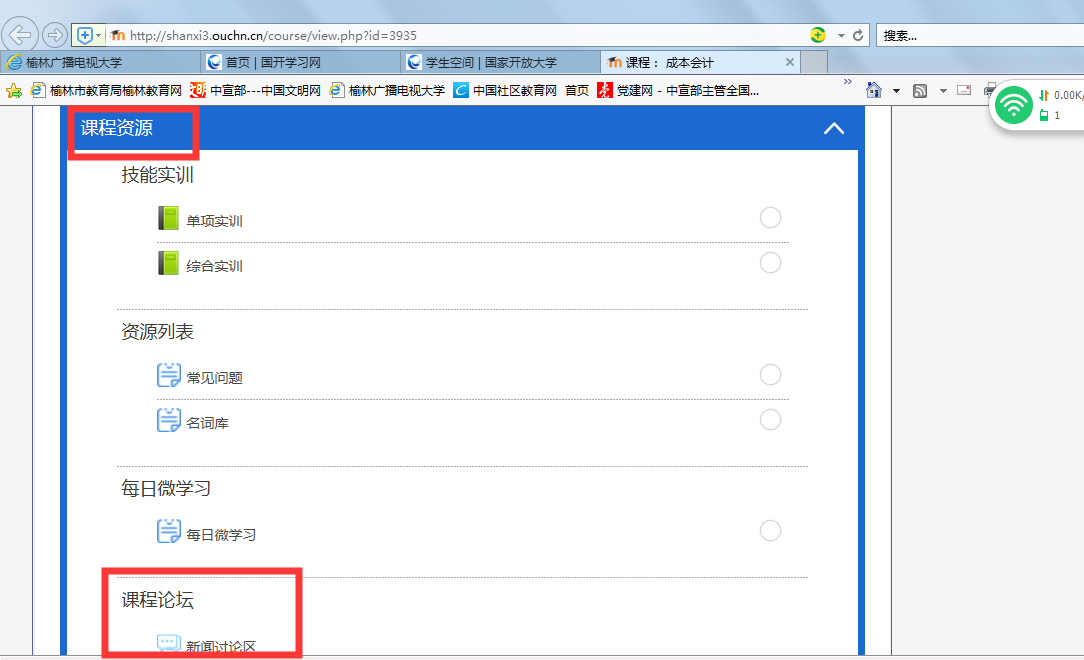 http://shanxi3.ouchn.cn/course/view.php?id=3935
搜索...
榆林广播电视大学
首页 | 国开学习网
学生空间 | 国家开放大学
课程： 成本会计
榆林市教育局榆林教育网
中宣部---中国文明网
榆林广播电视大学
中国社区教育网
首页
党建网 - 中宣部主管全国...
0.00K/
1
课程资源
技能实训
单项实训
综合实训
资源列表
常见问题
名词库
每日微学习
每日微学习
课程论坛
新闻讨论区